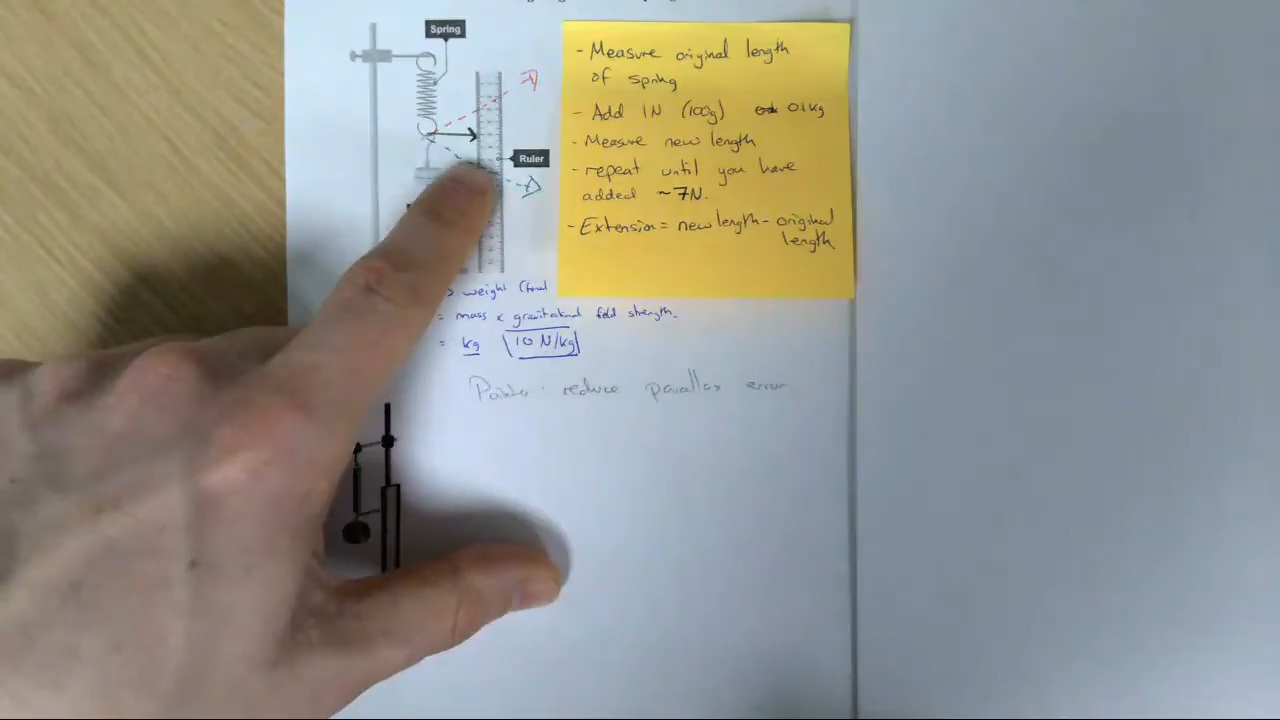 Spring
Ruler
- Measure original length
of spring
- Add 1N (100g) 0.1kg
- Measure new length
- repeat until you have
added ~7N.
- Extension = new length - original
length
weight (
= mass x gravitational field strength.
= kg 10 N/kg
Pointer. reduce parallax error